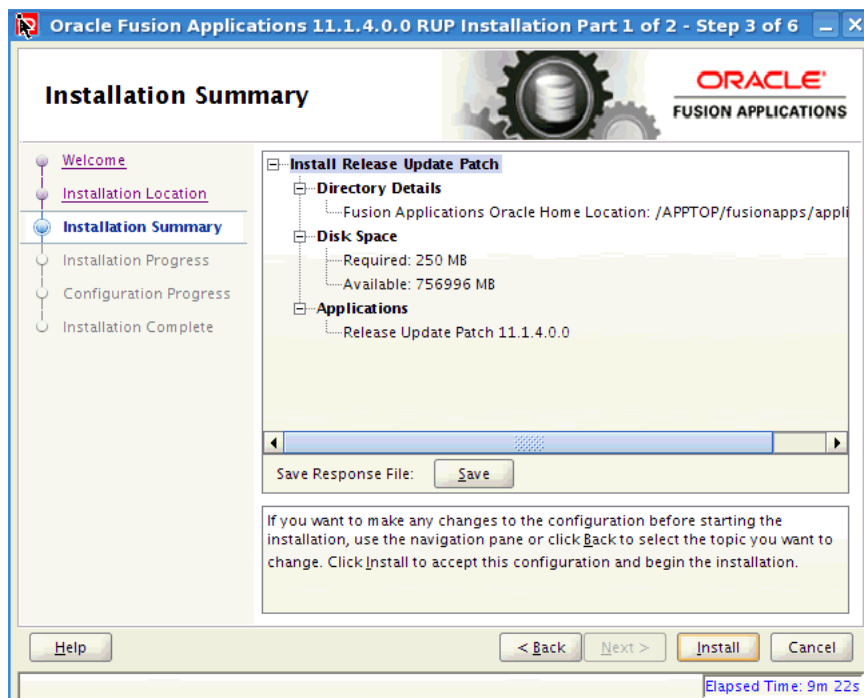 Oracle Fusion Applications 11.1.4.0.0 RUP Installation Part 1 of 2 - Step 3 of 6
Installation Summary
ORACLE
FUSION APPLICATIONS
Welcome
Installation Location
Installation Summary
Installation Progress
Configuration Progress
Installation Complete
Install Release Update Patch
Directory Details
Fusion Applications Oracle Home Location: /APPTOP/fusionapps/appli
Disk Space
Required: 250 MB
Available: 756996 MB
Applications
Release Update Patch 11.1.4.0.0
Save Response File: Save
If you want to make any changes to the configuration before starting the
installation, use the navigation pane or click Back to select the topic you want to
change. Click Install to accept this configuration and begin the installation.
Help < Back Next > Install Cancel
Elapsed Time: 9m 22s